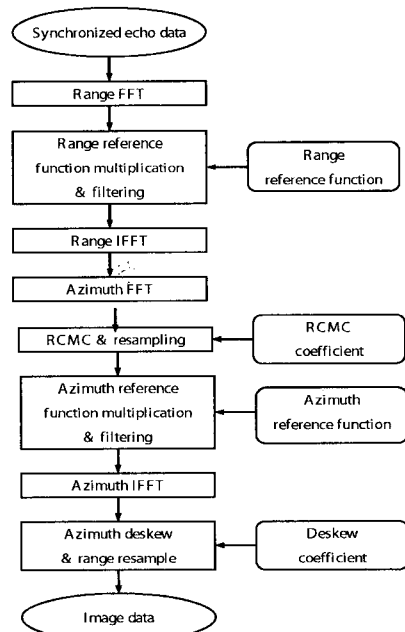 Synchronized echo data
Range FFT
Range reference
function multiplication
& filtering
Range
reference function
Range IFFT
Azimuth FFT
RCMC & resampling
RCMC
coefficient
Azimuth reference
function multiplication
& filtering
Azimuth
reference function
Azimuth IFFT
Azimuth deskew
& range resample
Deskew
coefficient
Image data